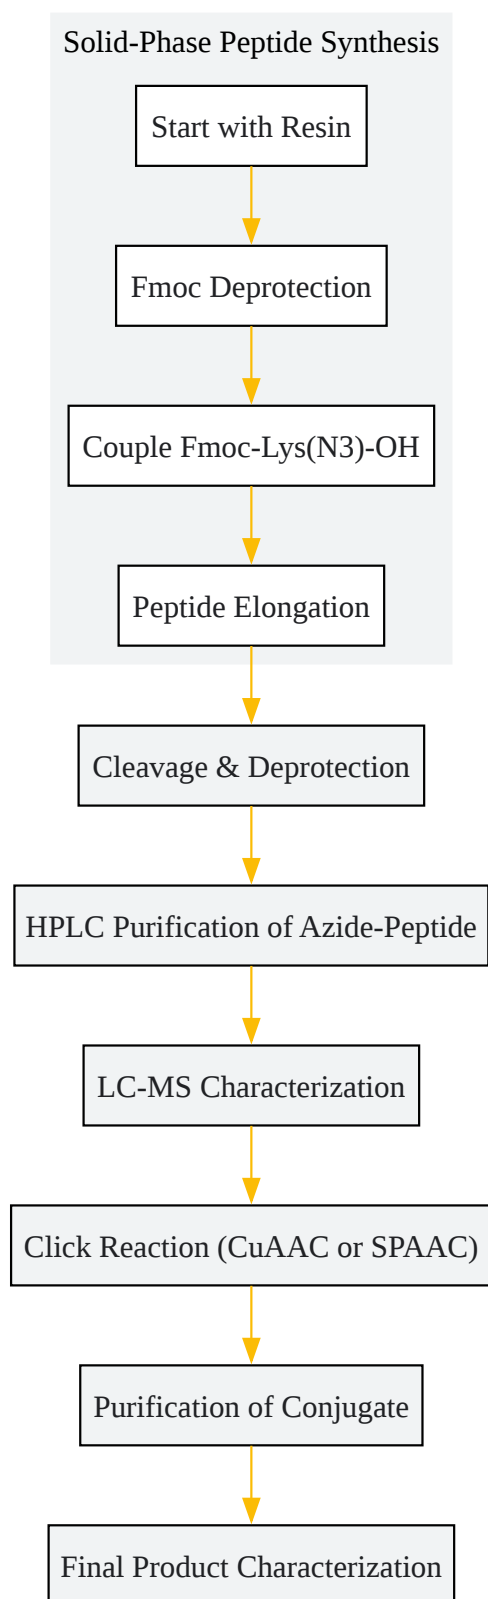 Solid-Phase Peptide Synthesis
Start with Resin
Fmoc Deprotection
Couple Fmoc-Lys(N3)-OH
Peptide Elongation
Cleavage & Deprotection
HPLC Purification of Azide-Peptide
LC-MS Characterization
Click Reaction (CuAAC or SPAAC)
Purification of Conjugate
Final Product Characterization